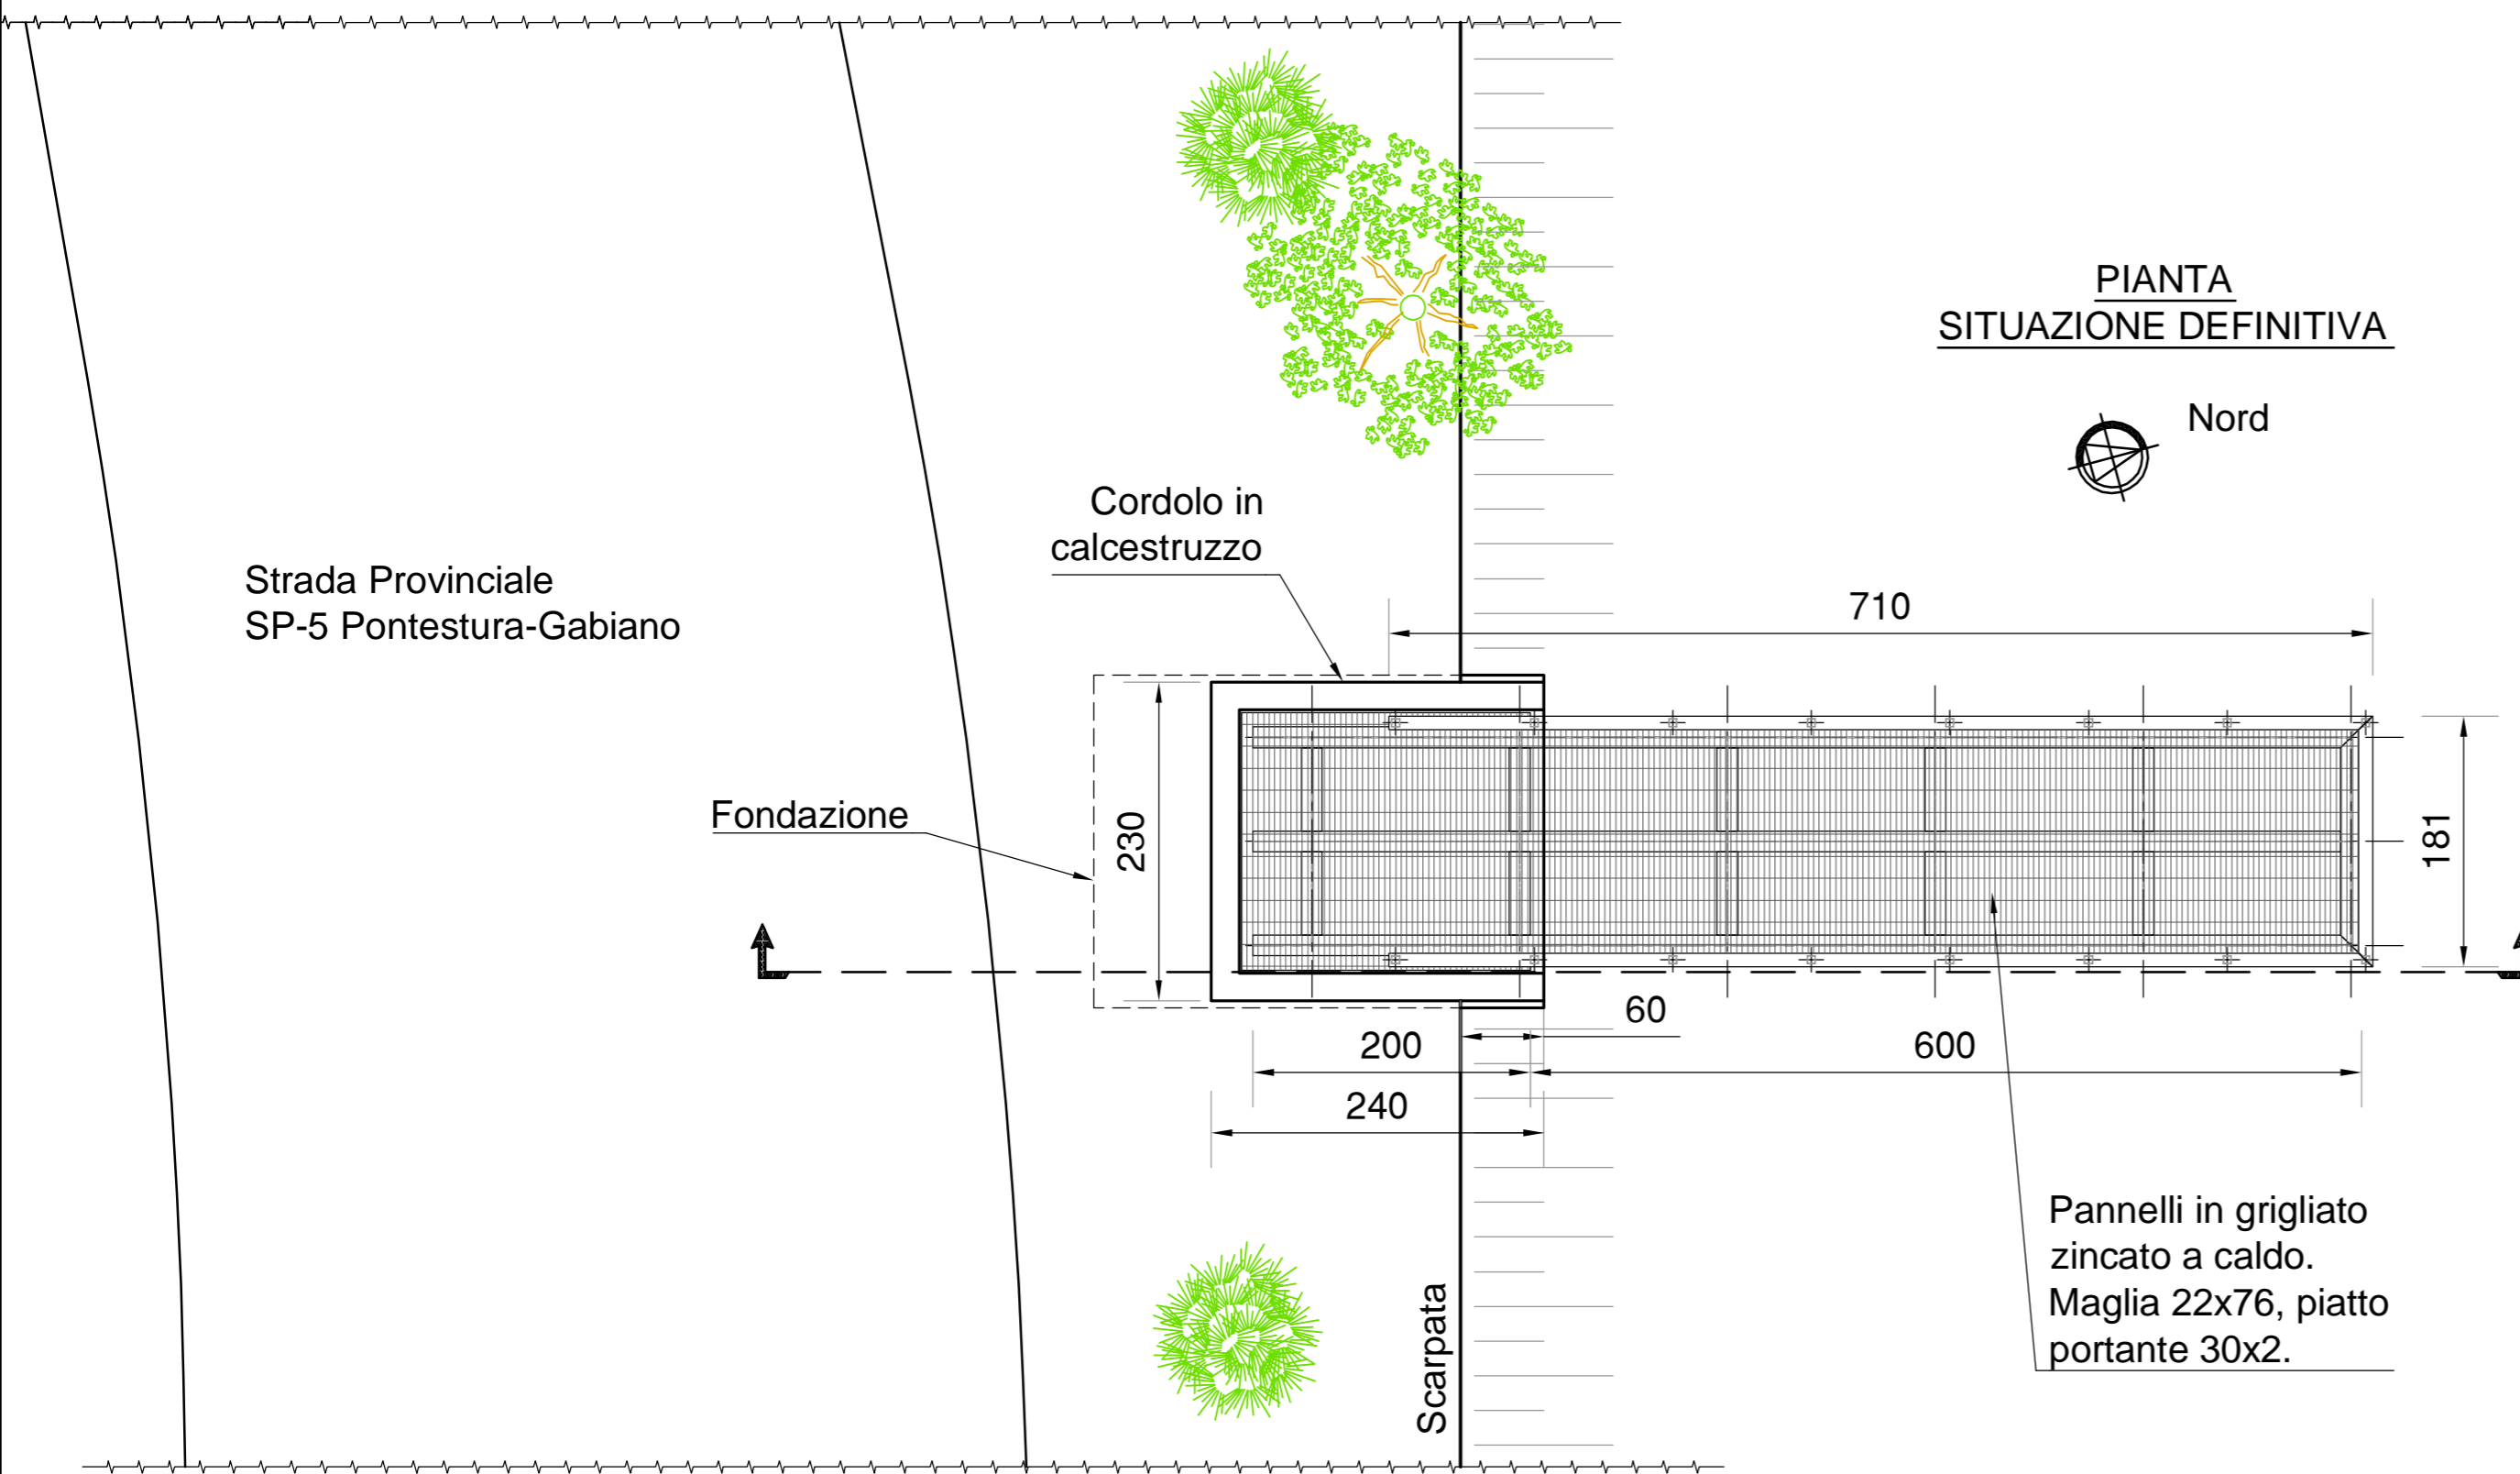 PIANTA
SITUAZIONE DEFINITIVA
Nord
Cordolo in
calcestruzzo
Strada Provinciale
SP-5 Pontestura-Gabiano
710
Fondazione
230
181
60
200
600
240
Scarpata
Pannelli in grigliato
zincato a caldo.
Maglia 22x76, piatto
portante 30x2.